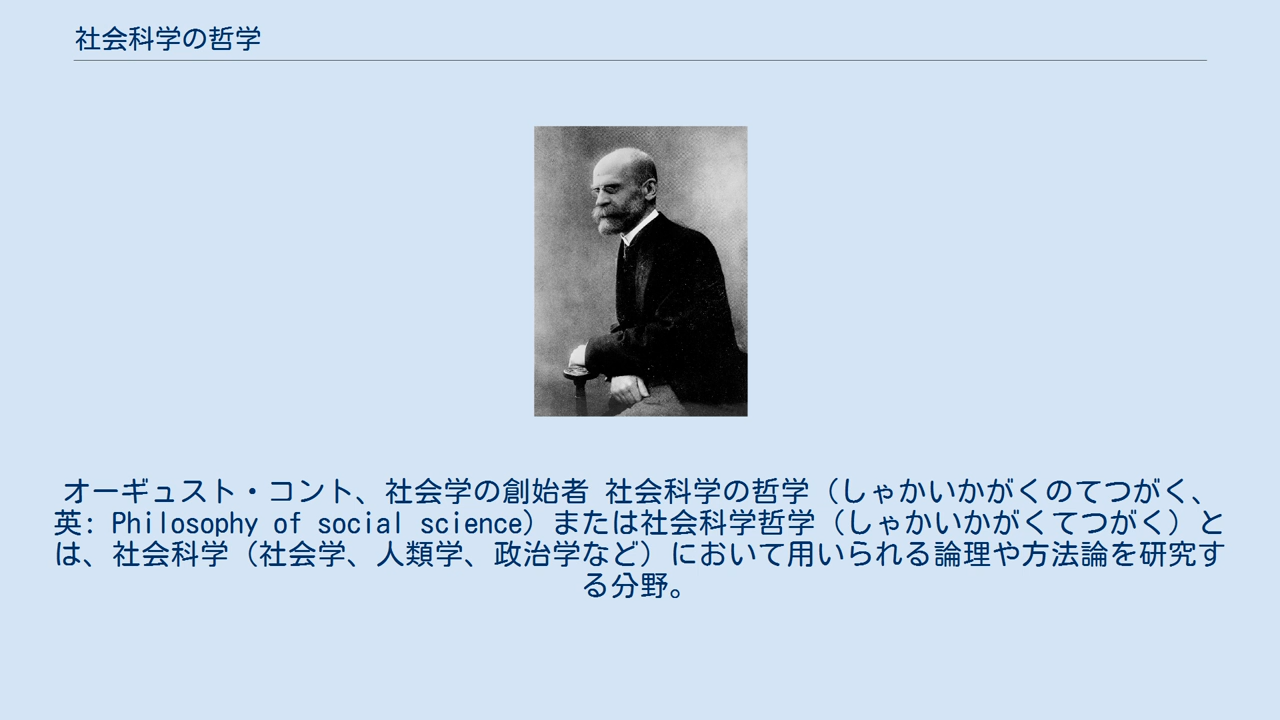 社会科学の哲学
オーギュスト・コント、社会学の創始者 社会科学の哲学（しゃかいかがくのてつがく、
英: Philosophy of social science）または社会科学哲学（しゃかいかがくてつがく）と
は、社会科学（社会学、人類学、政治学など）において用いられる論理や方法論を研究す
る分野。